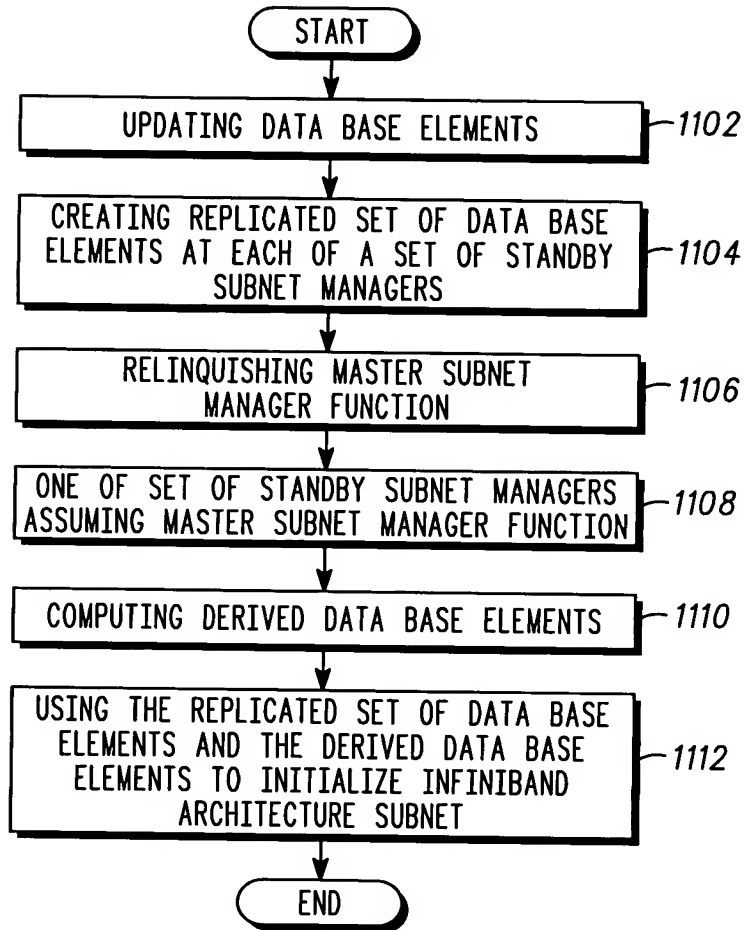 START
UPDATING DATA BASE ELEMENTS
1102
CREATING REPLICATED SET OF DATA BASE
ELEMENTS AT EACH OF A SET OF STANDBY
SUBNET MANAGERS
1104
RELINQUISHING MASTER SUBNET
MANAGER FUNCTION
1106
ONE OF SET OF STANDBY SUBNET MANAGERS
ASSUMING MASTER SUBNET MANAGER FUNCTION
1108
COMPUTING DERIVED DATA BASE ELEMENTS
1110
USING THE REPLICATED SET OF DATA BASE
ELEMENTS AND THE DERIVED DATA BASE
ELEMENTS TO INITIALIZE INFINIBAND
ARCHITECTURE SUBNET
1112
END